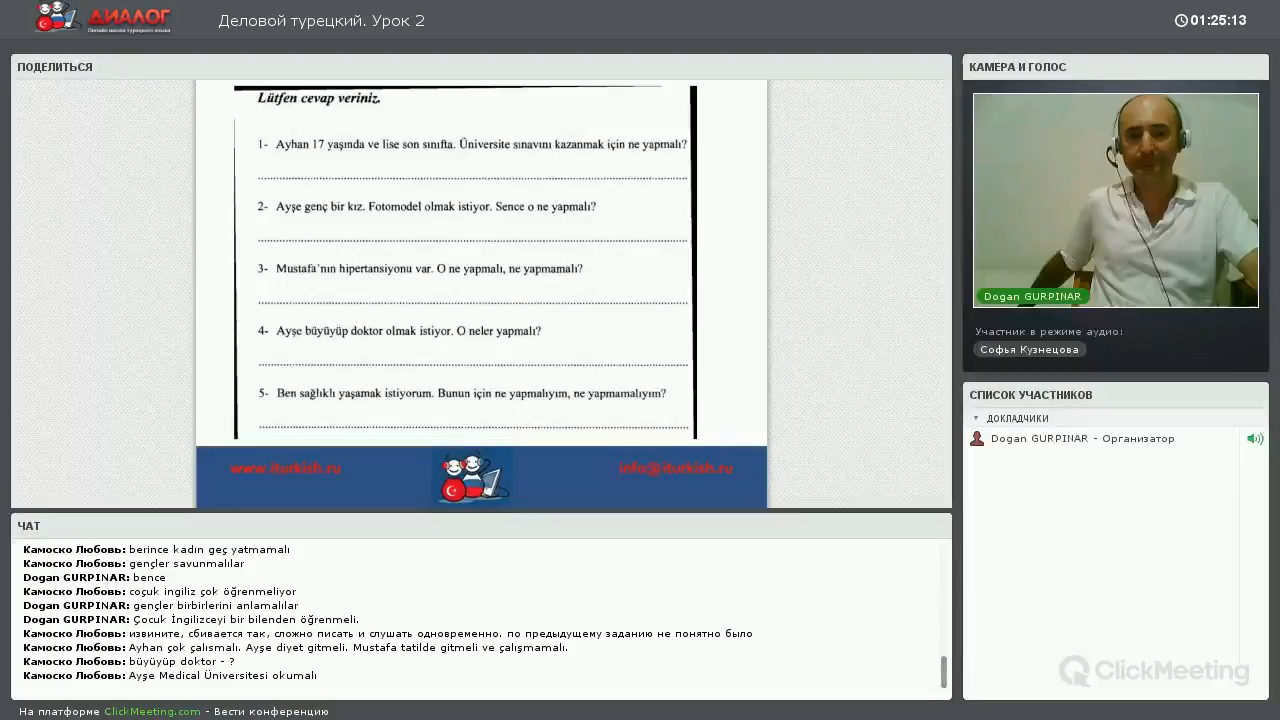 ДИАЛОГ
Онлайн школа турецкого языка
Деловой турецкий. Урок 2
01:25:13
ПОДЕЛИТЬСЯ
Lütfen cevap veriniz.
1- Ayhan 17 yaşında ve lise son sınıfta. Üniversite sınavını kazanmak için ne yapmalı?
2- Ayşe genç bir kız. Fotomodel olmak istiyor. Sence o ne yapmalı?
3- Mustafa'nın hipertansiyonu var. O ne yapmalı, ne yapmamalı?
4- Ayşe büyüyüp doktor olmak istiyor. O neler yapmalı?
5- Ben sağlıklı yaşamak istiyorum. Bunun için ne yapmalıyım, ne yapmamalıyım?
www.iturkish.ru
info@iturkish.ru
КАМЕРА И ГОЛОС
Dogan GURPINAR
Участник в режиме аудио:
Софья Кузнецова
СПИСОК УЧАСТНИКОВ
ДОКЛАДЧИКИ
Dogan GURPINAR - Организатор
ЧАТ
Камоско Любовь: berince kadın geç yatmamalı
Камоско Любовь: gençler savunmalılar
Dogan GURPINAR: bence
Камоско Любовь: coçuk ingiliz çok öğrenmeliyor
Dogan GURPINAR: gençler birbirlerini anlamalılar
Dogan GURPINAR: Çocuk İngilizceyi bir bilenden öğrenmeli.
Камоско Любовь: извините, сбивается так, сложно писать и слушать одновременно. по предыдущему заданию не понятно было
Камоско Любовь: Ayhan çok çalısmalı. Ayşe diyet gitmeli. Mustafa tatilde gitmeli ve çalışmamalı.
Камоско Любовь: büyüyüp doktor - ?
Камоско Любовь: Ayşe Medical Üniversitesi okumalı
ClickMeeting
На платформе ClickMeeting.com - Вести конференцию